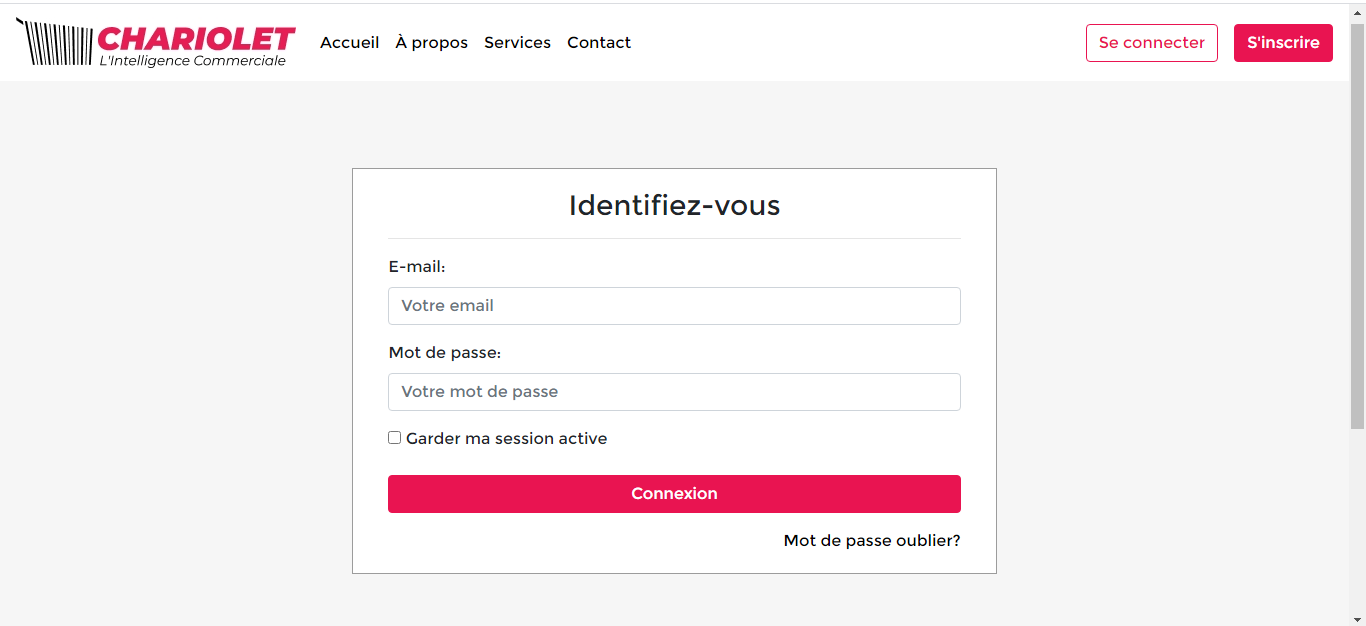 CHARIOLET
L'Intelligence Commerciale
Accueil À propos Services Contact
Se connecter S'inscrire
Identifiez-vous
E-mail:
Votre email
Mot de passe:
Votre mot de passe
Garder ma session active
Connexion
Mot de passe oublier?